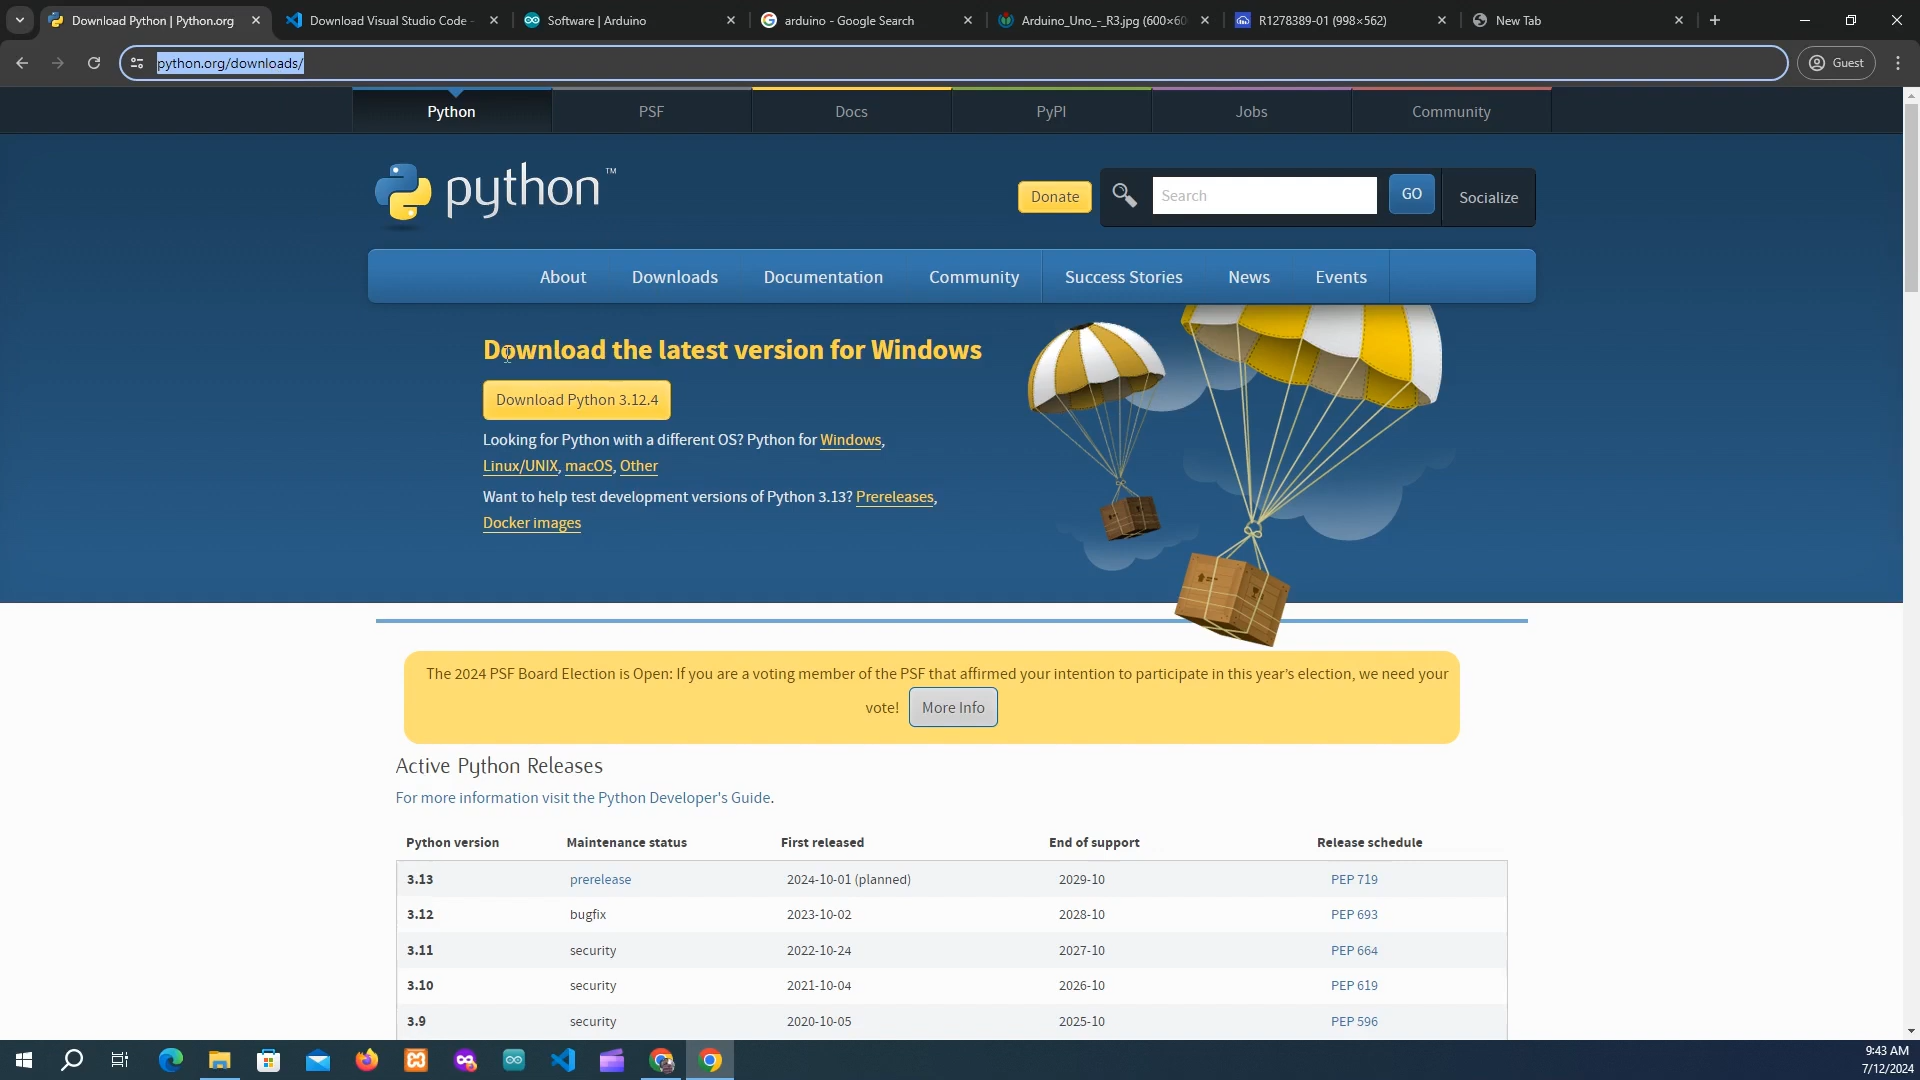 Download Python | Python.org
Download Visual Studio Code -
Software | Arduino
arduino - Google Search
Arduino_Uno_-_R3.jpg (600×60
R1278389-01 (998×562)
New Tab
python.org/downloads/
Guest
Python
PSF
Docs
PyPI
Jobs
Community
python™
Donate
Search
GO
Socialize
About
Downloads
Documentation
Community
Success Stories
News
Events
Download the latest version for Windows
Download Python 3.12.4
Looking for Python with a different OS? Python for Windows,
Linux/UNIX, macOS, Other
Want to help test development versions of Python 3.13? Prereleases,
Docker images
The 2024 PSF Board Election is Open: If you are a voting member of the PSF that affirmed your intention to participate in this year's election, we need your
vote! More Info
Active Python Releases
For more information visit the Python Developer's Guide.
Python version Maintenance status First released End of support Release schedule
3.13 prerelease 2024-10-01 (planned) 2029-10 PEP 719
3.12 bugfix 2023-10-02 2028-10 PEP 693
3.11 security 2022-10-24 2027-10 PEP 664
3.10 security 2021-10-04 2026-10 PEP 619
3.9 security 2020-10-05 2025-10 PEP 596
9:43 AM
7/12/2024